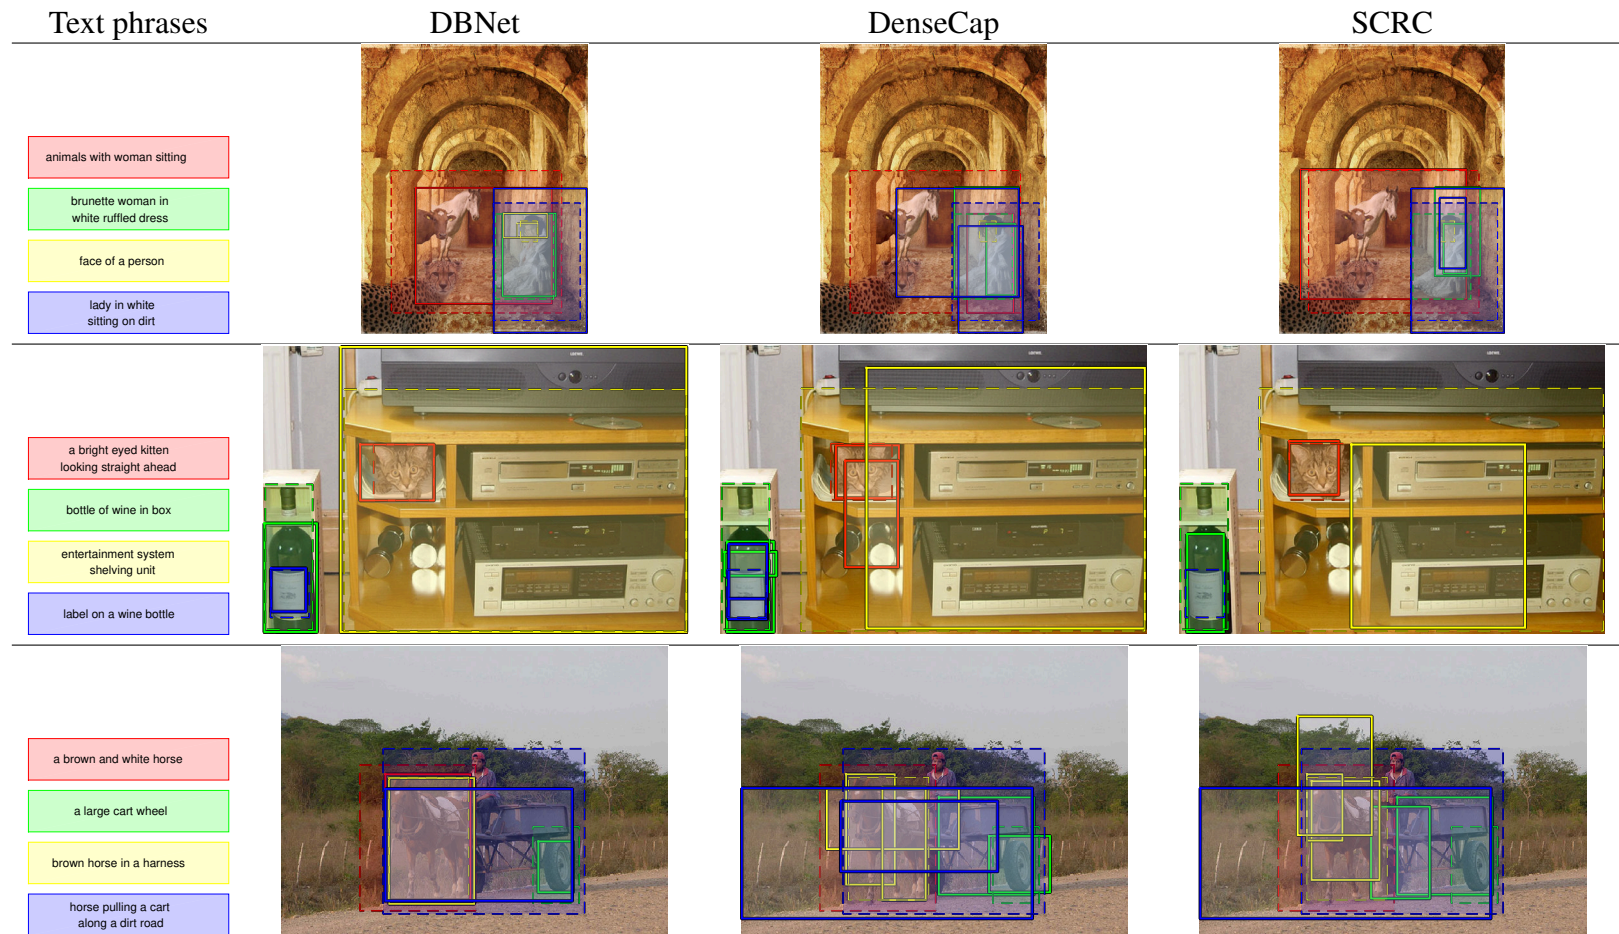 Text phrases DBNet DenseCap SCRC
animals with woman sitting
brunette woman in
white ruffled dress
face of a person
lady in white
sitting on dirt
a bright eyed kitten
looking straight ahead
bottle of wine in box
entertainment system
shelving unit
label on a wine bottle
a brown and white horse
a large cart wheel
brown horse in a harness
horse pulling a cart
along a dirt road